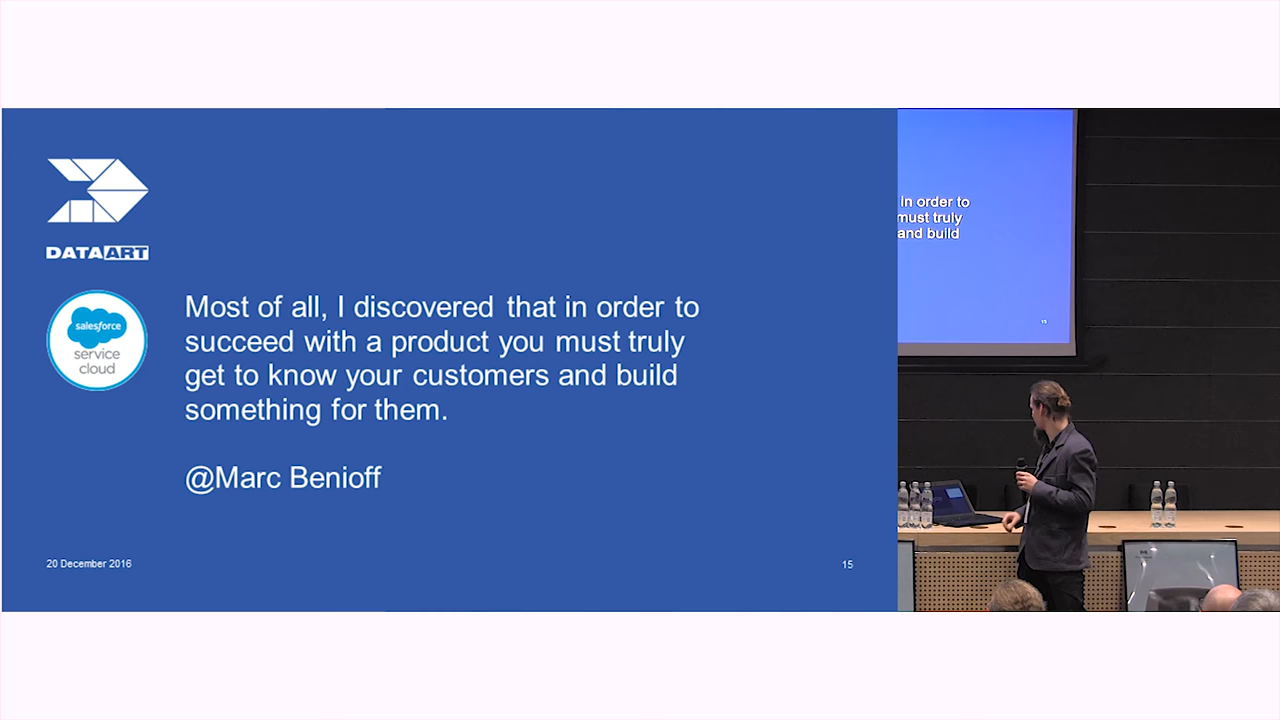 DATAART
salesforce
service
cloud
Most of all, I discovered that in order to
succeed with a product you must truly
get to know your customers and build
something for them.
@Marc Benioff
20 December 2016
15
in order to
must truly
and build
15